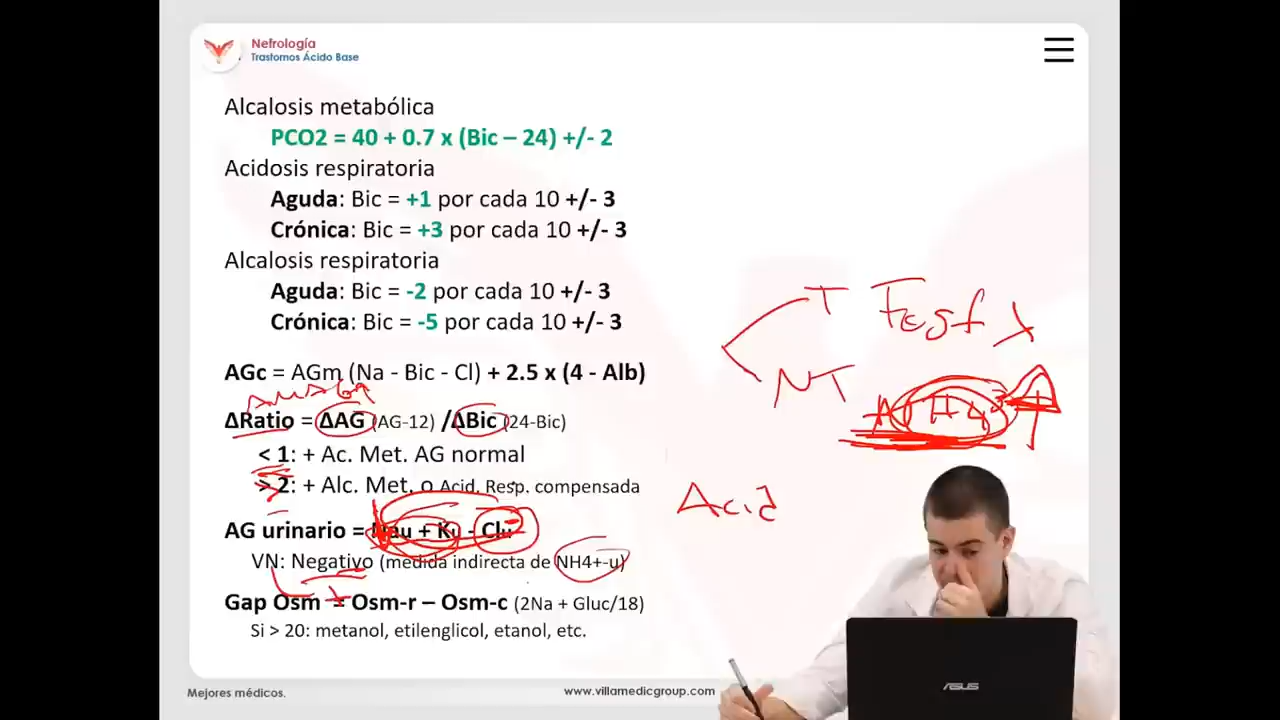 Nefrología
Trastornos Ácido Base
Alcalosis metabólica
PCO2 = 40 + 0.7 x (Bic – 24) +/- 2
Acidosis respiratoria
Aguda: Bic = +1 por cada 10 +/- 3
Crónica: Bic = +3 por cada 10 +/- 3
Alcalosis respiratoria
Aguda: Bic = -2 por cada 10 +/- 3
Crónica: Bic = -5 por cada 10 +/- 3
AGc = AGm (Na - Bic - Cl) + 2.5 x (4 - Alb)
ΔRatio = ΔAG (AG-12) /ΔBic (24-Bic)
< 1: + Ac. Met. AG normal
> 2: + Alc. Met. o Acid. Resp. compensada
AG urinario = Nau + Ku - Clu
VN: Negativo (medida indirecta de NH4+-u)
Gap Osm = Osm-r – Osm-c (2Na + Gluc/18)
Si > 20: metanol, etilenglicol, etanol, etc.
T
NT
Acid
ASUS
Mejores médicos.
www.villamedicgroup.com